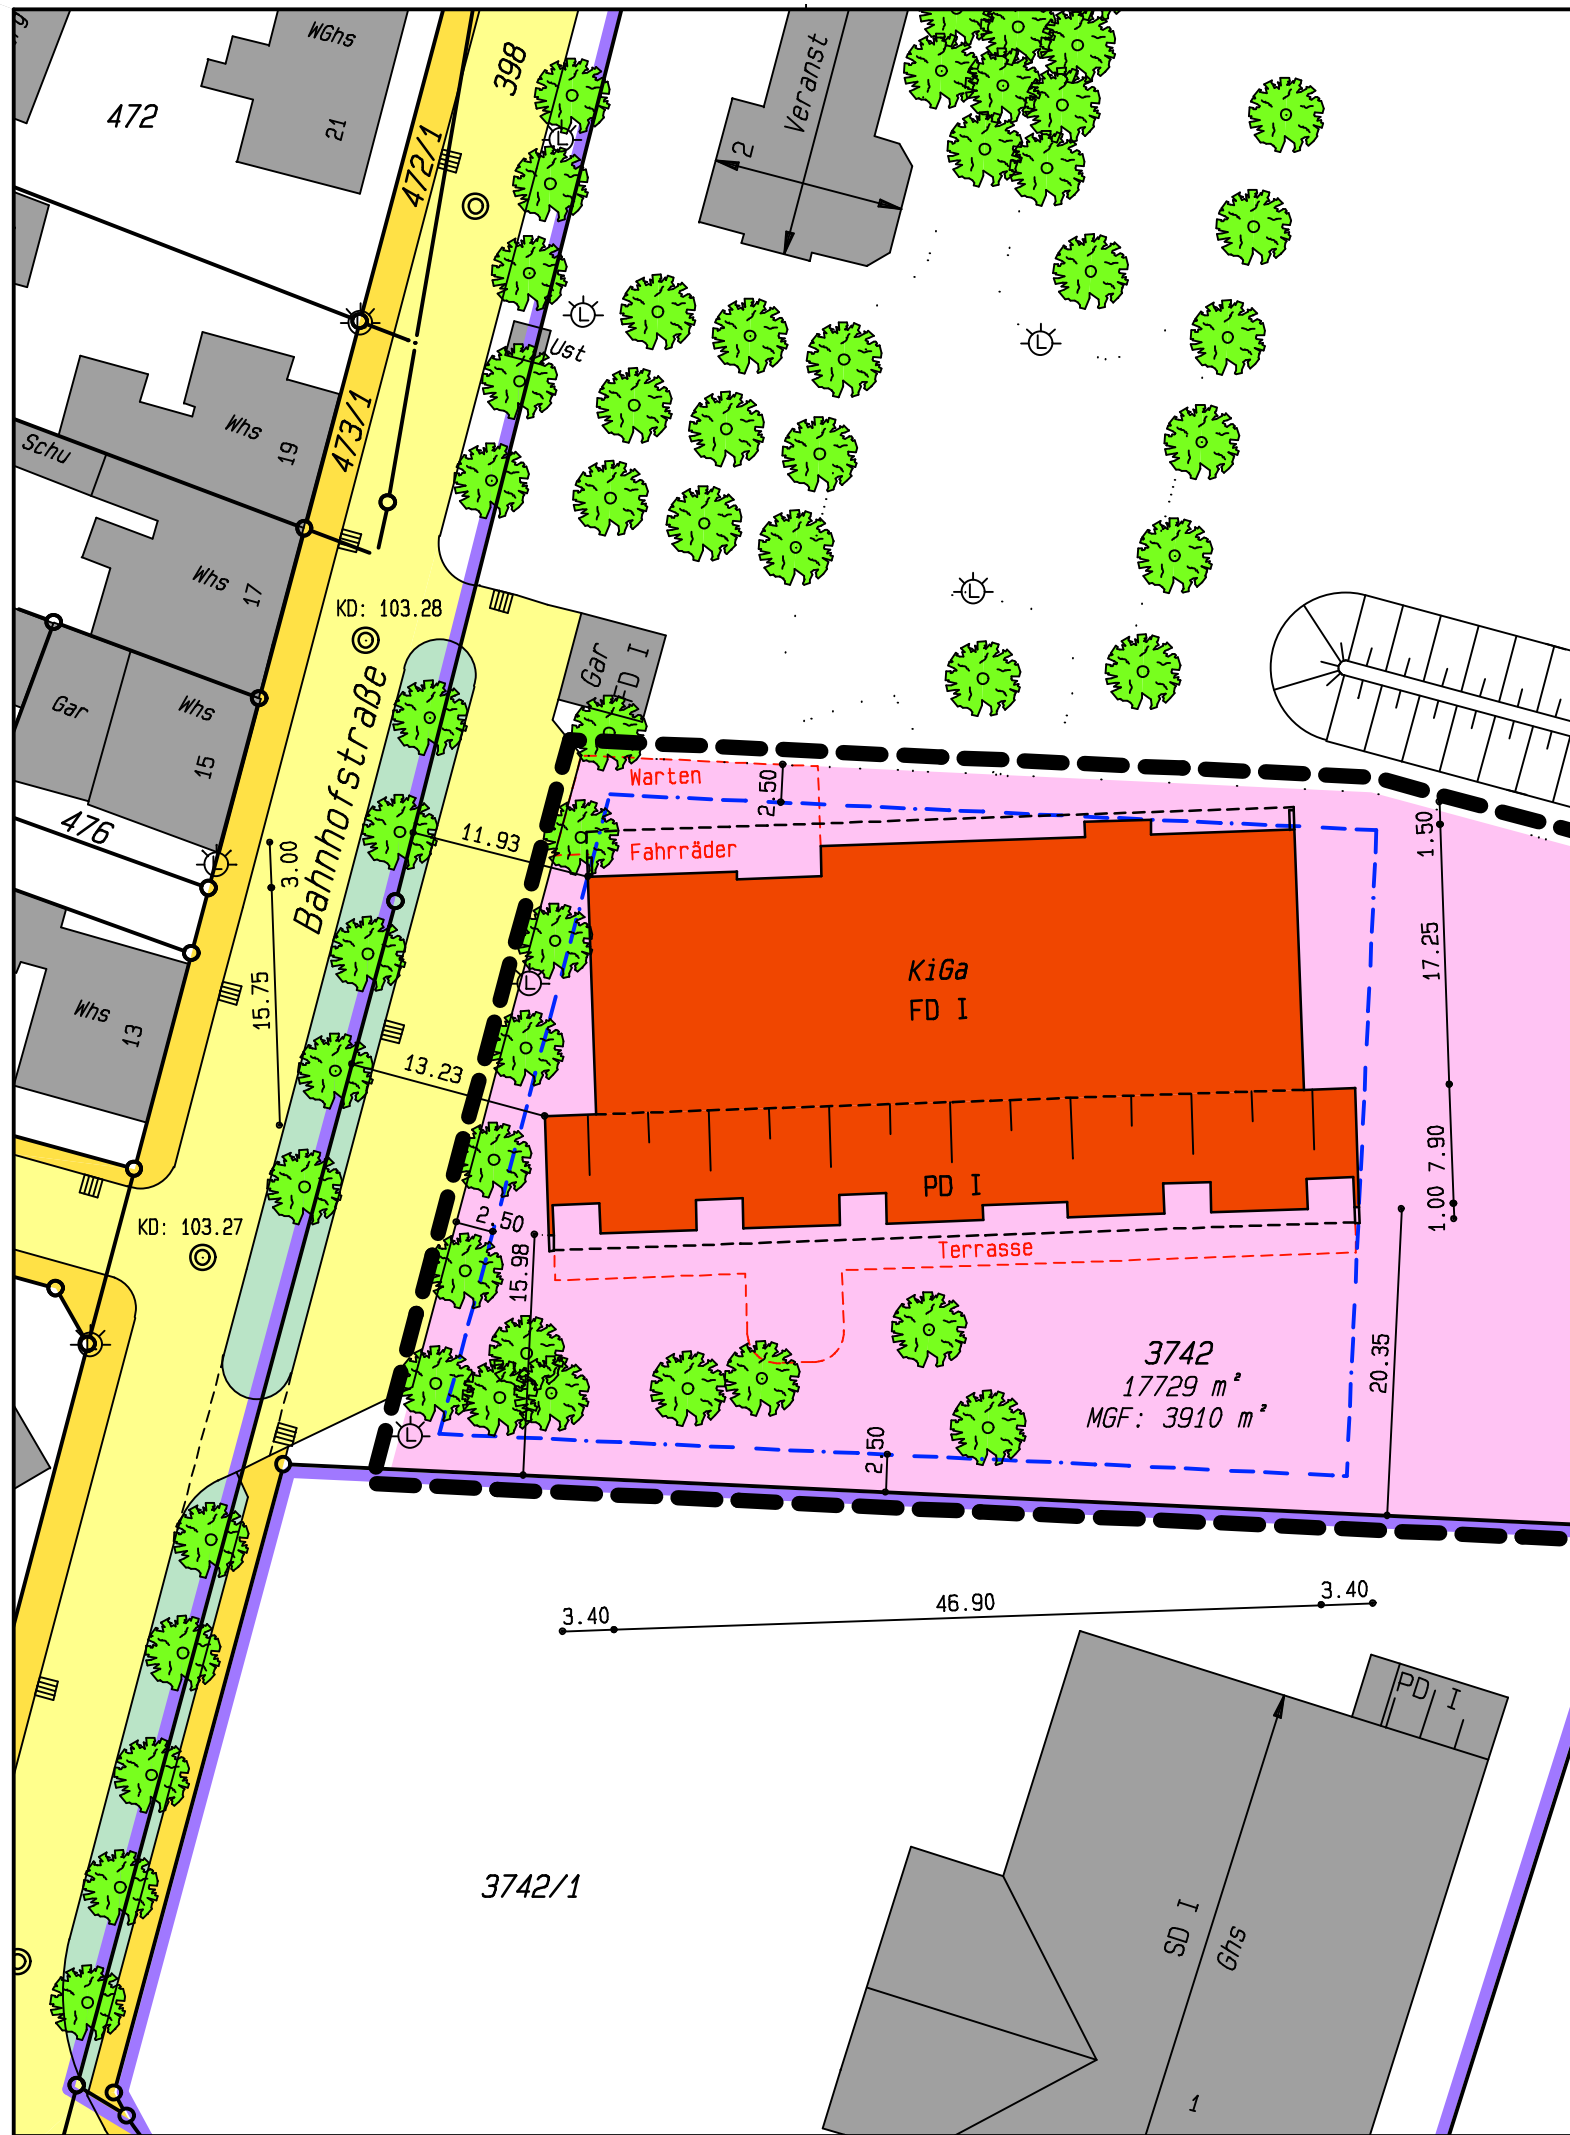 WGhs
398
472
21
472/1
Veranst
2
Ust
473/1
Whs
19
Schu
Whs
17
KD: 103.28
Gar
FD I
Gar
Whs
15
Bahnhofstraße
476
Warten
2.50
11.93
Fahrräder
3.00
1.50
15.75
KiGa
FD I
17.25
Whs
13
13.23
7.90
PD I
1.00
KD: 103.27
2.50
Terrasse
15.98
3742
17729 m²
MGF: 3910 m²
20.35
2.50
3.40
46.90
3.40
PD I
3742/1
SD I
Ghs
1